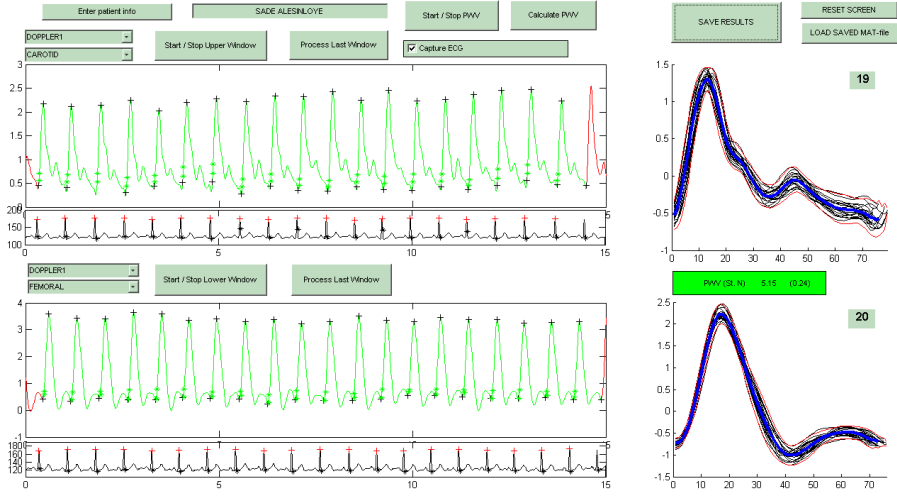 Enter patient info
SADE ALESINLOYE
Start / Stop PWV
Calculate PWV
SAVE RESULTS
RESET SCREEN
LOAD SAVED MAT-file
DOPPLER1
CAROTID
Start / Stop Upper Window
Process Last Window
Capture ECG
3
2.5
2
1.5
1
0.5
0
200
150
100
0
5
10
15
19
1.5
1
0.5
0
-0.5
-1
0 10 20 30 40 50 60 70
DOPPLER1
FEMORAL
Start / Stop Lower Window
Process Last Window
PWV (St. N) 5.15 (0.24)
4
3
2
1
0
-1
180
160
140
120
0
5
10
15
20
2.5
2
1.5
1
0.5
0
-0.5
-1
-1.5
0 10 20 30 40 50 60 70